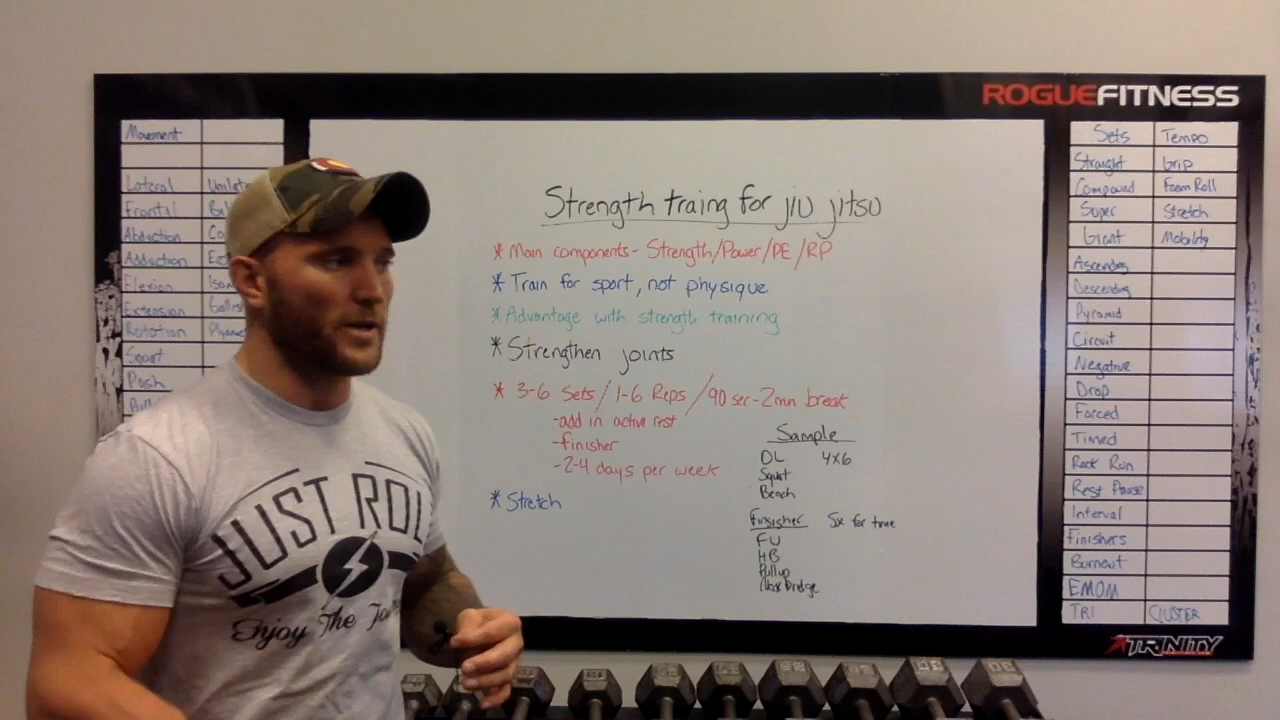 ROGUEFITNESS
Movement
Lateral
Frontal
Abduction
Adduction
Flexion
Extension
Rotation
Squat
Push
Strength traing for jiu jitsu
* Main components - Strength/Power/PE/RP
* Train for sport, not physique
* Advantage with strength training
* Strengthen joints
* 3-6 Sets / 1-6 Reps / 90 sec-2mn break
-add in active rest
-finisher
-2-4 days per week
* Stretch
Sample
DL 4x6
Squat
Bench
Finisher 5x for time
FW
HB
Pullup
Neck bridge
Sets Tempo
Straight Grip
Compound Foam Roll
Super Stretch
Giant Mobility
Ascending
Descending
Pyramid
Circuit
Negative
Drop
Forced
Timed
Rack Run
Rest Pause
Interval
Finishers
Burnout
EMOM
TRI CLUSTER
TRINITY
JUST ROL
Enjoy The